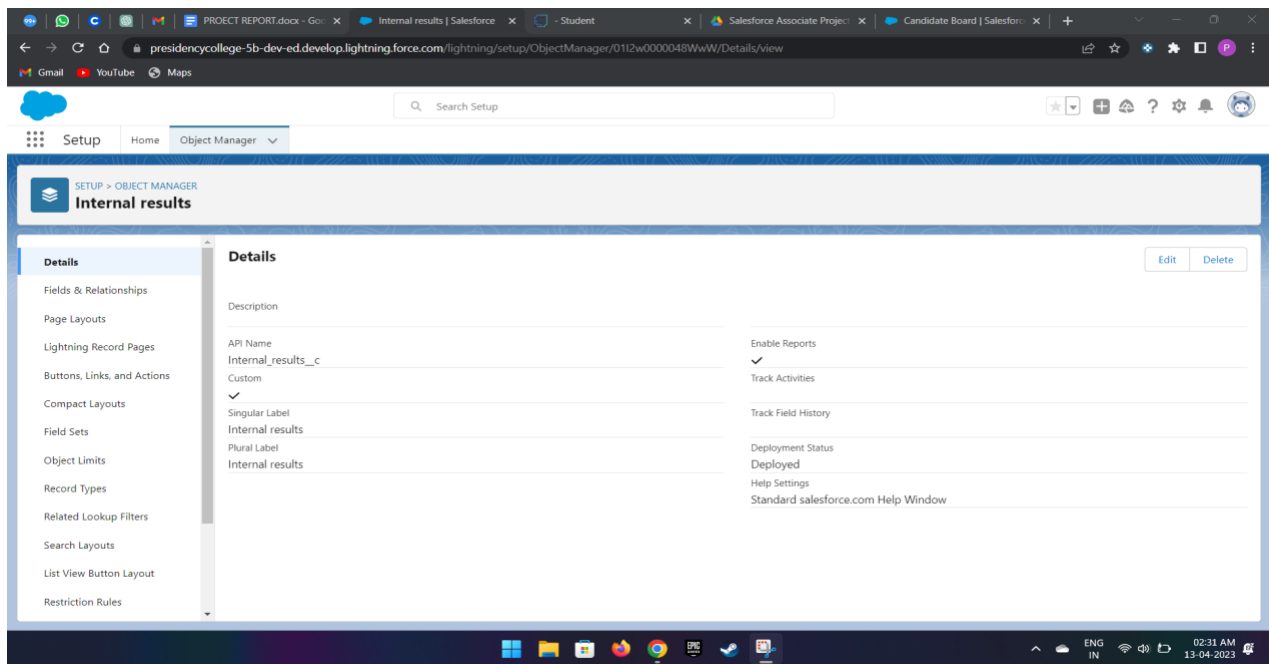 99+
C
PROECT REPORT.docx - Goo
Internal results | Salesforce
- Student
Salesforce Associate Project
Candidate Board | Salesforc
presidencycollege-5b-dev-ed.develop.lightning.force.com/lightning/setup/ObjectManager/01I2w0000048WwW/Details/view
P
Gmail
YouTube
Maps
Search Setup
Setup
Home
Object Manager
SETUP > OBJECT MANAGER
Internal results
Details
Fields & Relationships
Page Layouts
Lightning Record Pages
Buttons, Links, and Actions
Compact Layouts
Field Sets
Object Limits
Record Types
Related Lookup Filters
Search Layouts
List View Button Layout
Restriction Rules
Details
Edit
Delete
Description
API Name
Internal_results__c
Custom
Singular Label
Internal results
Plural Label
Internal results
Enable Reports
Track Activities
Track Field History
Deployment Status
Deployed
Help Settings
Standard salesforce.com Help Window
EPIC
ENG
IN
02:31 AM
13-04-2023